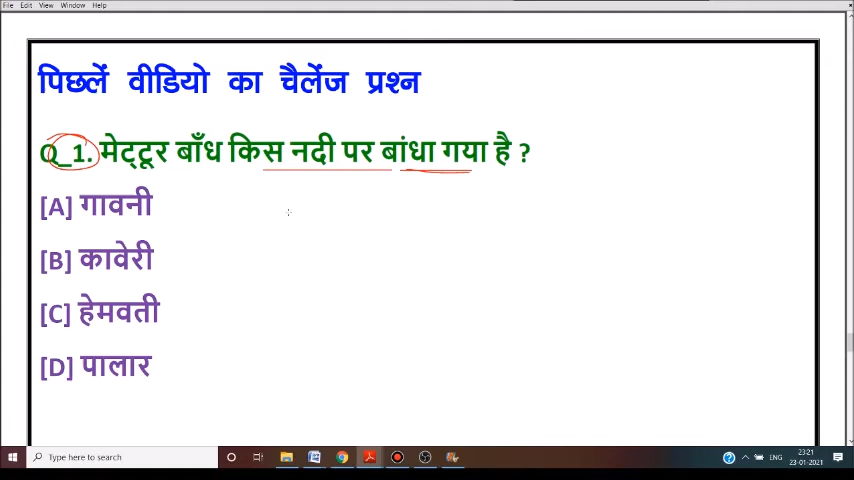 File Edit View Window Help
पिछलें वीडियो का चैलेंज प्रश्न
Q_1. मेट्टूर बाँध किस नदी पर बांधा गया है ?
[A] गावनी
[B] कावेरी
[C] हेमवती
[D] पालार
Type here to search
ENG
23:21
23-01-2021